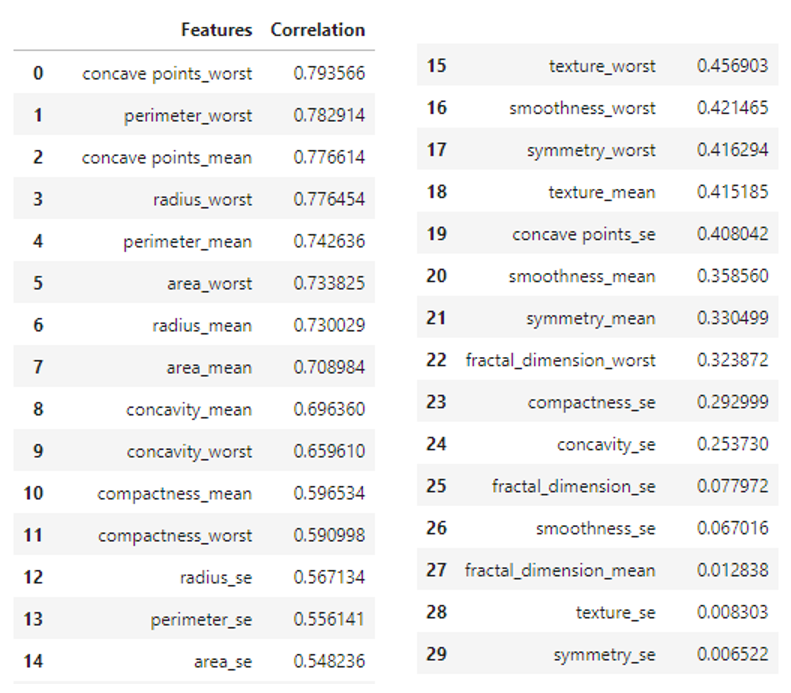 Features Correlation
0 concave points_worst 0.793566
1 perimeter_worst 0.782914
2 concave points_mean 0.776614
3 radius_worst 0.776454
4 perimeter_mean 0.742636
5 area_worst 0.733825
6 radius_mean 0.730029
7 area_mean 0.708984
8 concavity_mean 0.696360
9 concavity_worst 0.659610
10 compactness_mean 0.596534
11 compactness_worst 0.590998
12 radius_se 0.567134
13 perimeter_se 0.556141
14 area_se 0.548236
15 texture_worst 0.456903
16 smoothness_worst 0.421465
17 symmetry_worst 0.416294
18 texture_mean 0.415185
19 concave points_se 0.408042
20 smoothness_mean 0.358560
21 symmetry_mean 0.330499
22 fractal_dimension_worst 0.323872
23 compactness_se 0.292999
24 concavity_se 0.253730
25 fractal_dimension_se 0.077972
26 smoothness_se 0.067016
27 fractal_dimension_mean 0.012838
28 texture_se 0.008303
29 symmetry_se 0.006522